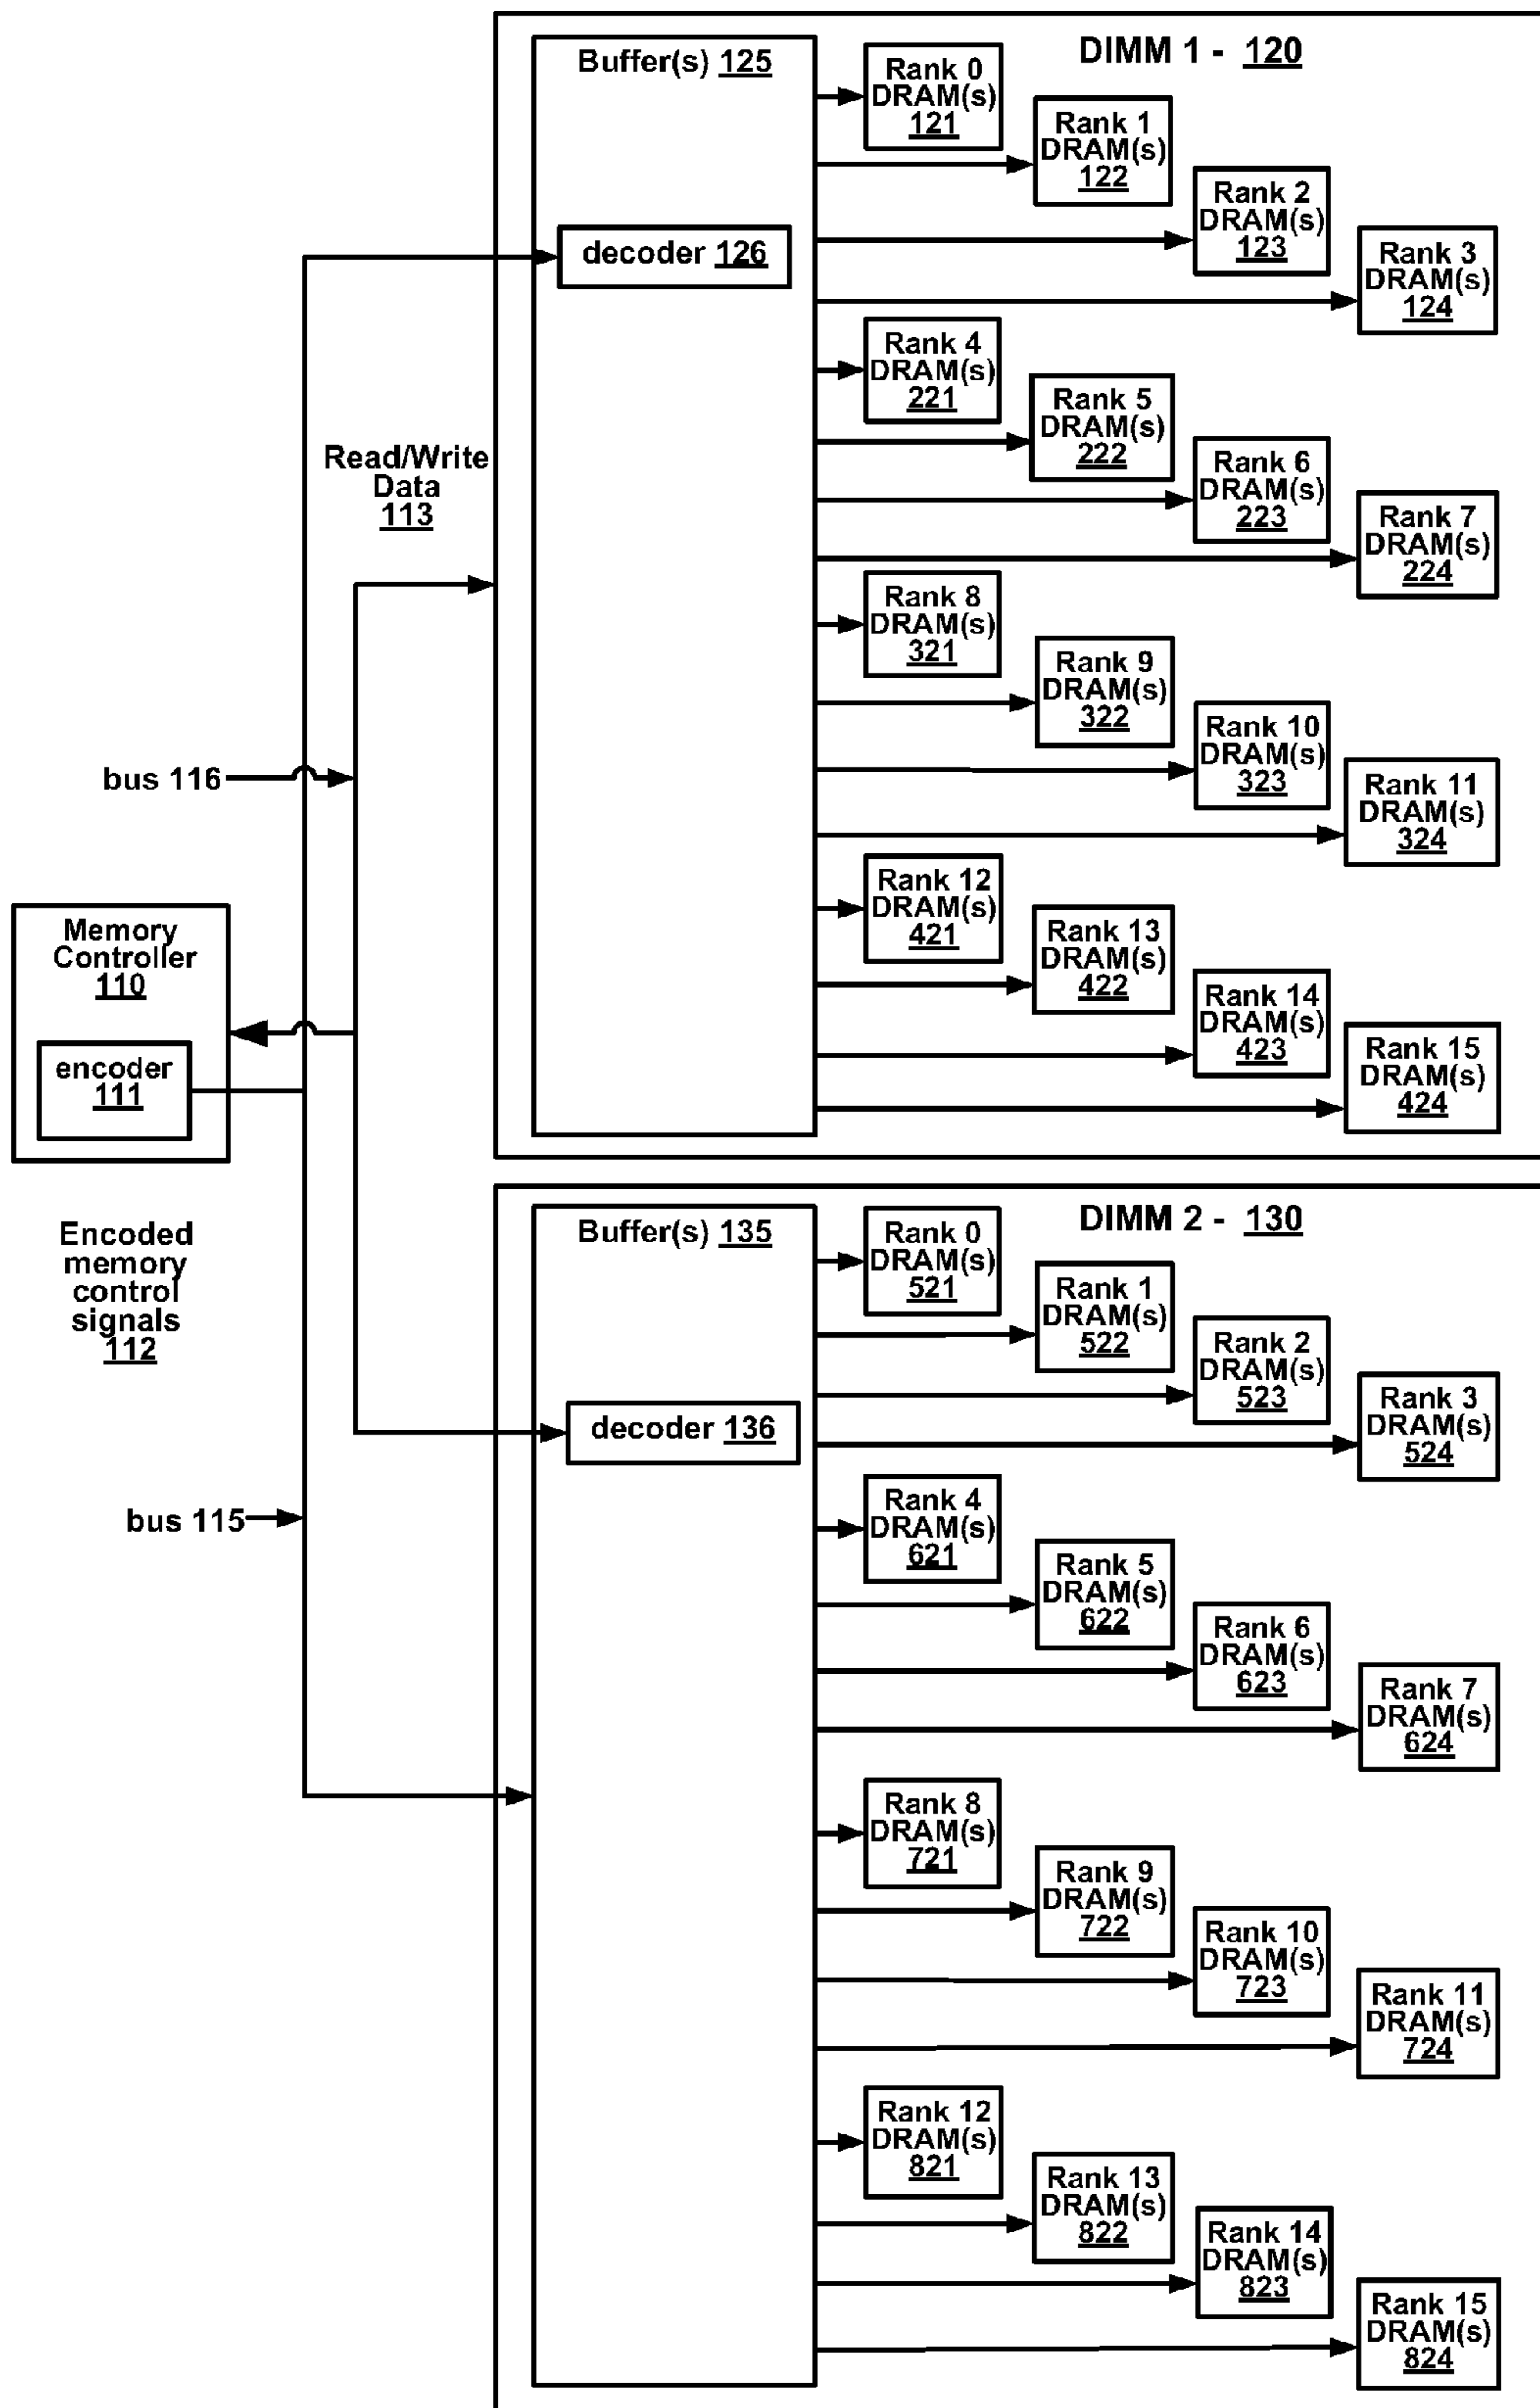 DIMM 1 - 120
Buffer(s) 125
decoder 126
Rank 0
DRAM(s)
121
Rank 1
DRAM(s)
122
Rank 2
DRAM(s)
123
Rank 3
DRAM(s)
124
Rank 4
DRAM(s)
221
Rank 5
DRAM(s)
222
Rank 6
DRAM(s)
223
Rank 7
DRAM(s)
224
Rank 8
DRAM(s)
321
Rank 9
DRAM(s)
322
Rank 10
DRAM(s)
323
Rank 11
DRAM(s)
324
Rank 12
DRAM(s)
421
Rank 13
DRAM(s)
422
Rank 14
DRAM(s)
423
Rank 15
DRAM(s)
424
Read/Write
Data
113
bus 116
Memory
Controller
110
encoder
111
Encoded
memory
control
signals
112
bus 115
DIMM 2 - 130
Buffer(s) 135
decoder 136
Rank 0
DRAM(s)
521
Rank 1
DRAM(s)
522
Rank 2
DRAM(s)
523
Rank 3
DRAM(s)
524
Rank 4
DRAM(s)
621
Rank 5
DRAM(s)
622
Rank 6
DRAM(s)
623
Rank 7
DRAM(s)
624
Rank 8
DRAM(s)
721
Rank 9
DRAM(s)
722
Rank 10
DRAM(s)
723
Rank 11
DRAM(s)
724
Rank 12
DRAM(s)
821
Rank 13
DRAM(s)
822
Rank 14
DRAM(s)
823
Rank 15
DRAM(s)
824